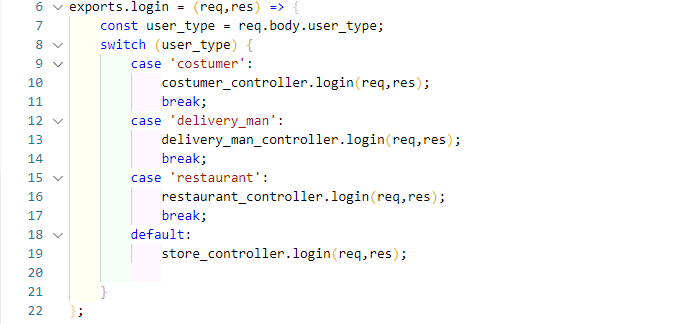 6 exports.login = (req,res) => {
7 const user_type = req.body.user_type;
8 switch (user_type) {
9 case 'costumer':
10 costumer_controller.login(req,res);
11 break;
12 case 'delivery_man':
13 delivery_man_controller.login(req,res);
14 break;
15 case 'restaurant':
16 restaurant_controller.login(req,res);
17 break;
18 default:
19 store_controller.login(req,res);
20
21 }
22 };